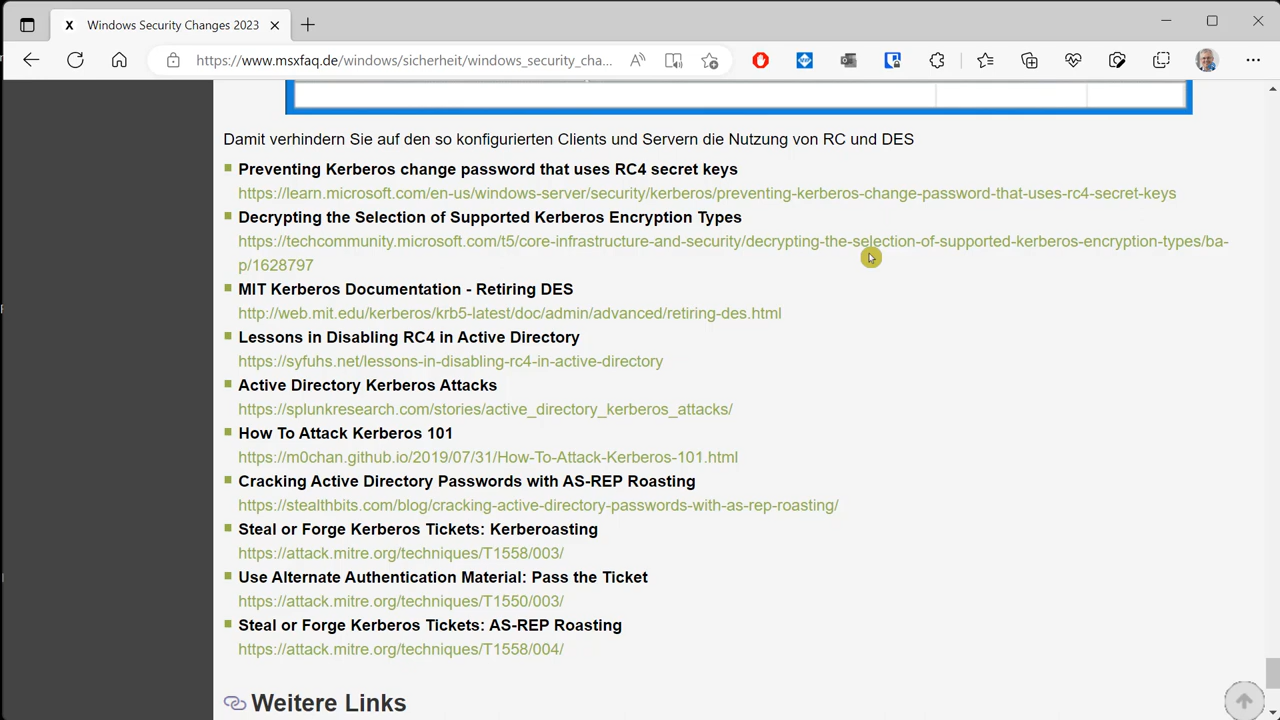 X Windows Security Changes 2023
https://www.msxfaq.de/windows/sicherheit/windows_security_cha...
Damit verhindern Sie auf den so konfigurierten Clients und Servern die Nutzung von RC und DES
Preventing Kerberos change password that uses RC4 secret keys
https://learn.microsoft.com/en-us/windows-server/security/kerberos/preventing-kerberos-change-password-that-uses-rc4-secret-keys
Decrypting the Selection of Supported Kerberos Encryption Types
https://techcommunity.microsoft.com/t5/core-infrastructure-and-security/decrypting-the-selection-of-supported-kerberos-encryption-types/ba-
p/1628797
MIT Kerberos Documentation - Retiring DES
http://web.mit.edu/kerberos/krb5-latest/doc/admin/advanced/retiring-des.html
Lessons in Disabling RC4 in Active Directory
https://syfuhs.net/lessons-in-disabling-rc4-in-active-directory
Active Directory Kerberos Attacks
https://splunkresearch.com/stories/active_directory_kerberos_attacks/
How To Attack Kerberos 101
https://m0chan.github.io/2019/07/31/How-To-Attack-Kerberos-101.html
Cracking Active Directory Passwords with AS-REP Roasting
https://stealthbits.com/blog/cracking-active-directory-passwords-with-as-rep-roasting/
Steal or Forge Kerberos Tickets: Kerberoasting
https://attack.mitre.org/techniques/T1558/003/
Use Alternate Authentication Material: Pass the Ticket
https://attack.mitre.org/techniques/T1550/003/
Steal or Forge Kerberos Tickets: AS-REP Roasting
https://attack.mitre.org/techniques/T1558/004/
Weitere Links